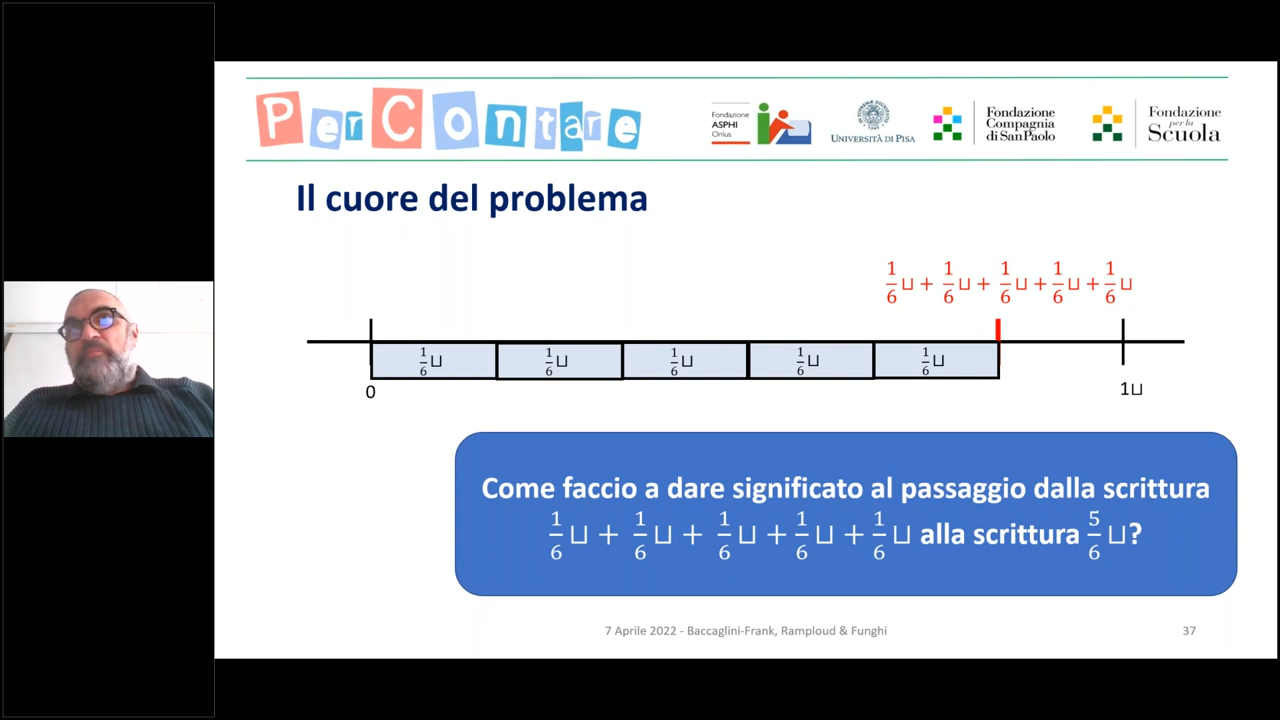 PerContare
Fondazione
ASPHI
Onlus
UNIVERSITÀ DI PISA
Fondazione
Compagnia
di San Paolo
Fondazione
per la
Scuola
Il cuore del problema
1/6 ⊔ + 1/6 ⊔ + 1/6 ⊔ + 1/6 ⊔ + 1/6 ⊔
1/6 ⊔ 1/6 ⊔ 1/6 ⊔ 1/6 ⊔ 1/6 ⊔
0 1⊔
Come faccio a dare significato al passaggio dalla scrittura
1/6 ⊔ + 1/6 ⊔ + 1/6 ⊔ + 1/6 ⊔ + 1/6 ⊔ alla scrittura 5/6 ⊔?
7 Aprile 2022 - Baccaglini-Frank, Ramploud & Funghi 37